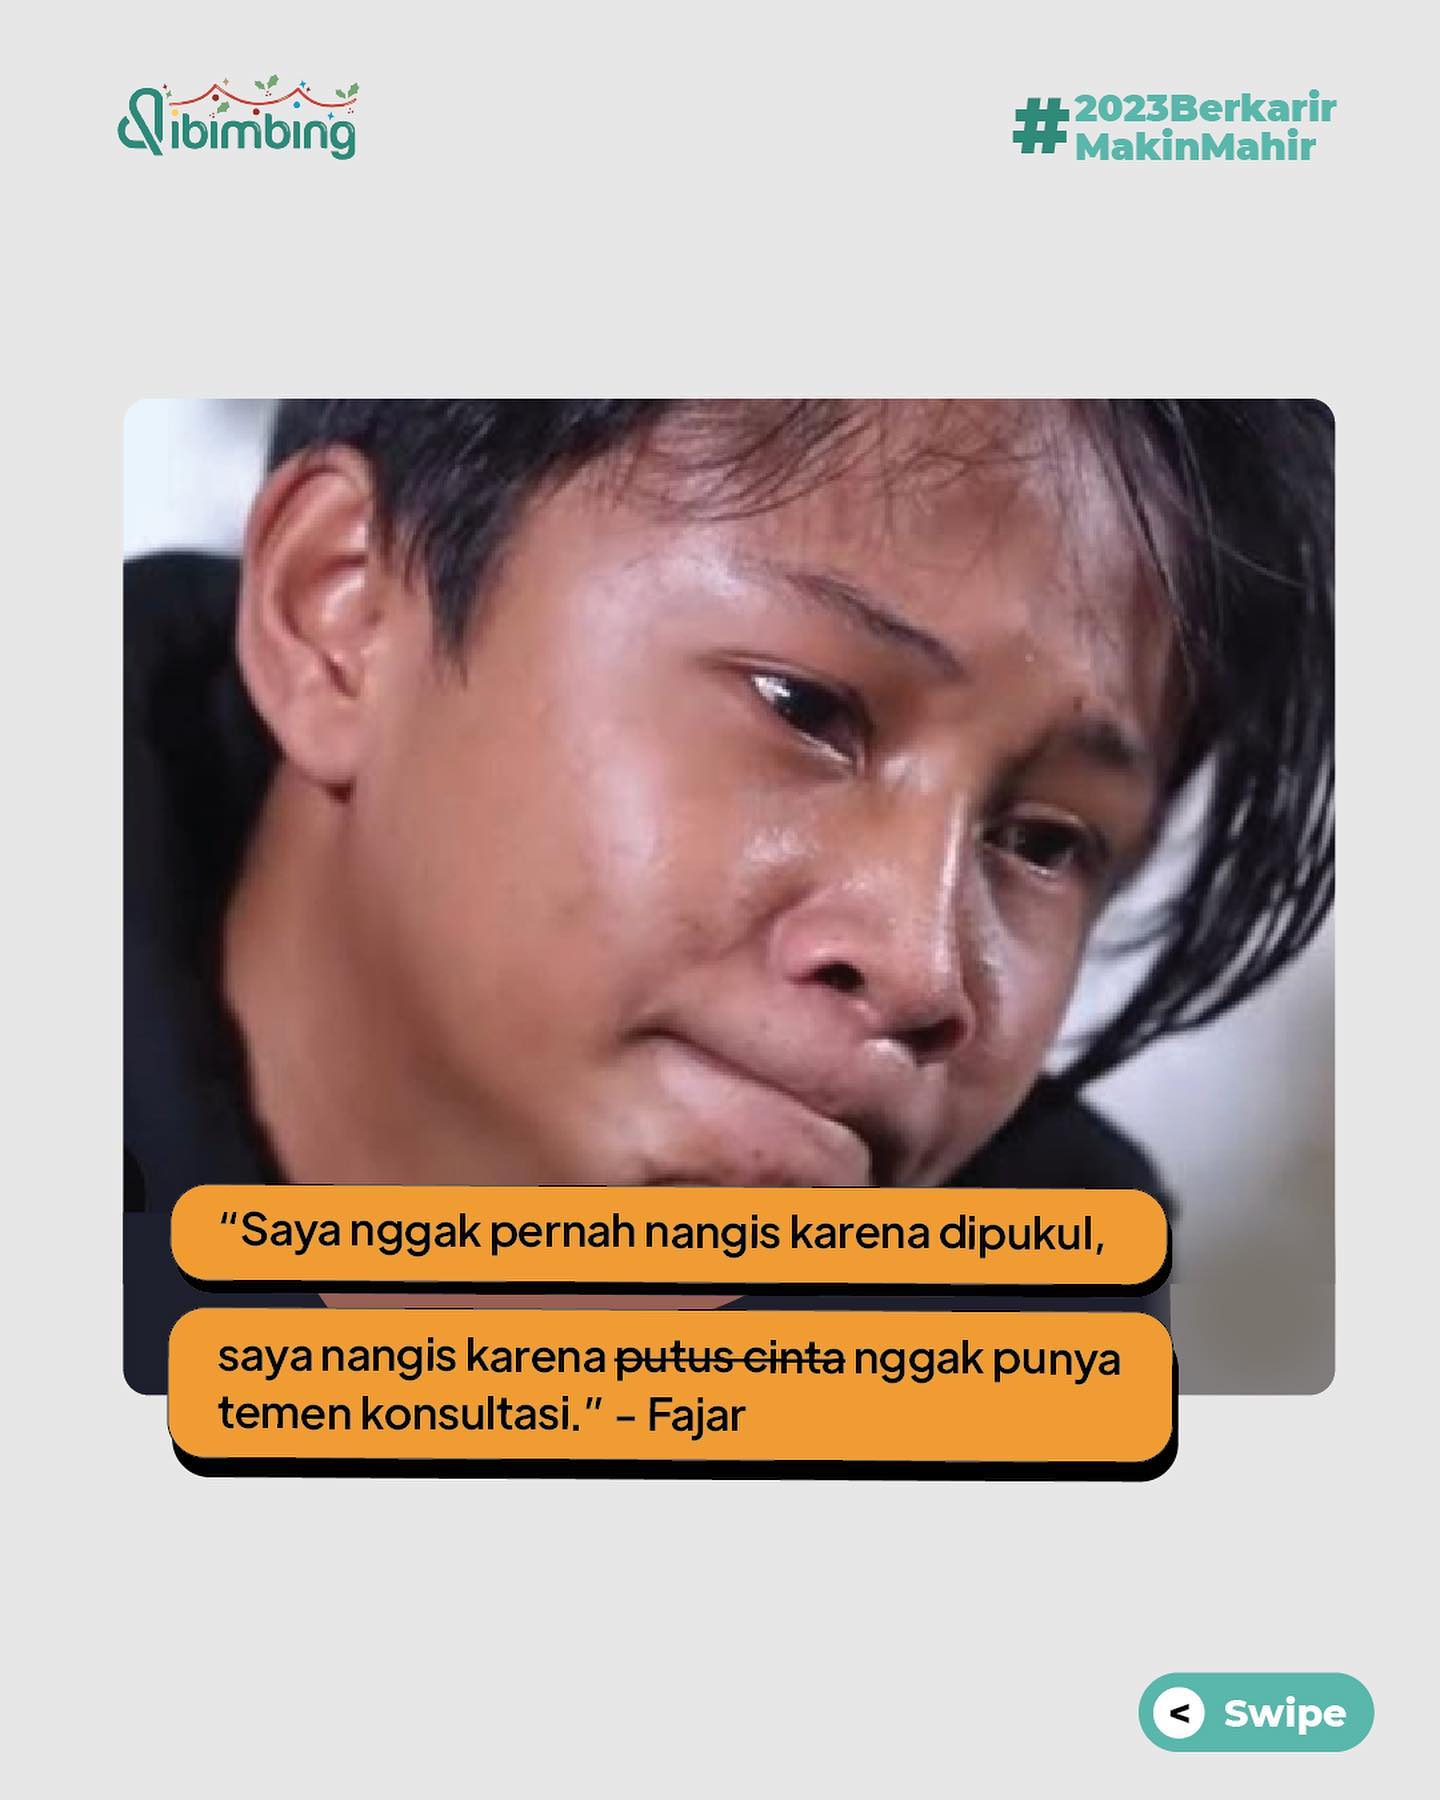 dibimbing
#2023Berkarir
MakinMahir
“Saya nggak pernah nangis karena dipukul,
saya nangis karena putus cinta nggak punya
temen konsultasi.” – Fajar
< Swipe